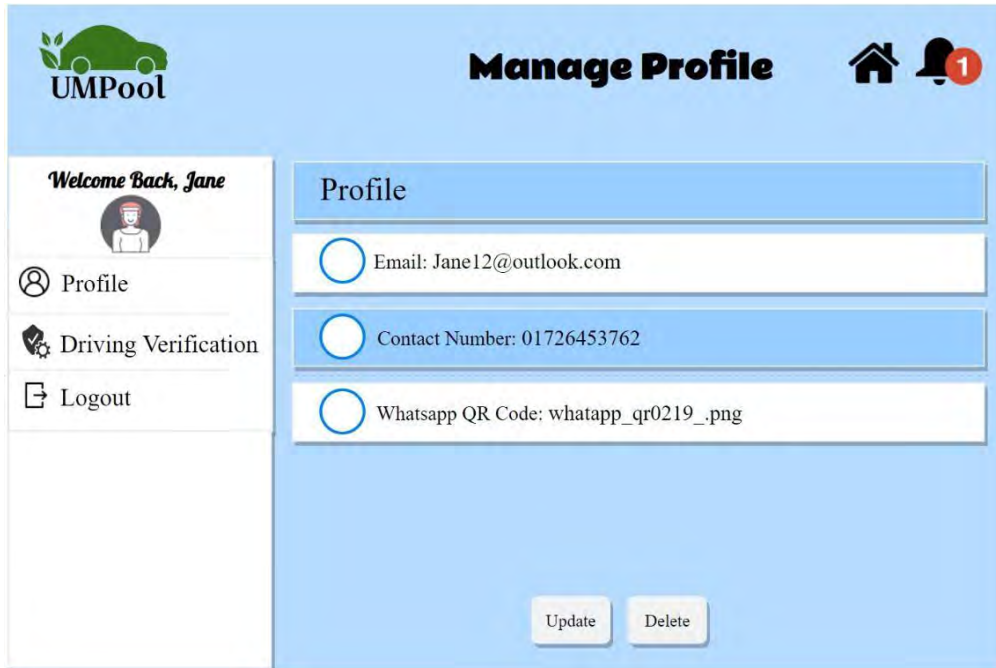 UMPool
Manage Profile
1
Welcome Back, Jane
Profile
Driving Verification
Logout
Profile
Email: Jane12@outlook.com
Contact Number: 01726453762
Whatsapp QR Code: whatapp_qr0219_.png
Update
Delete